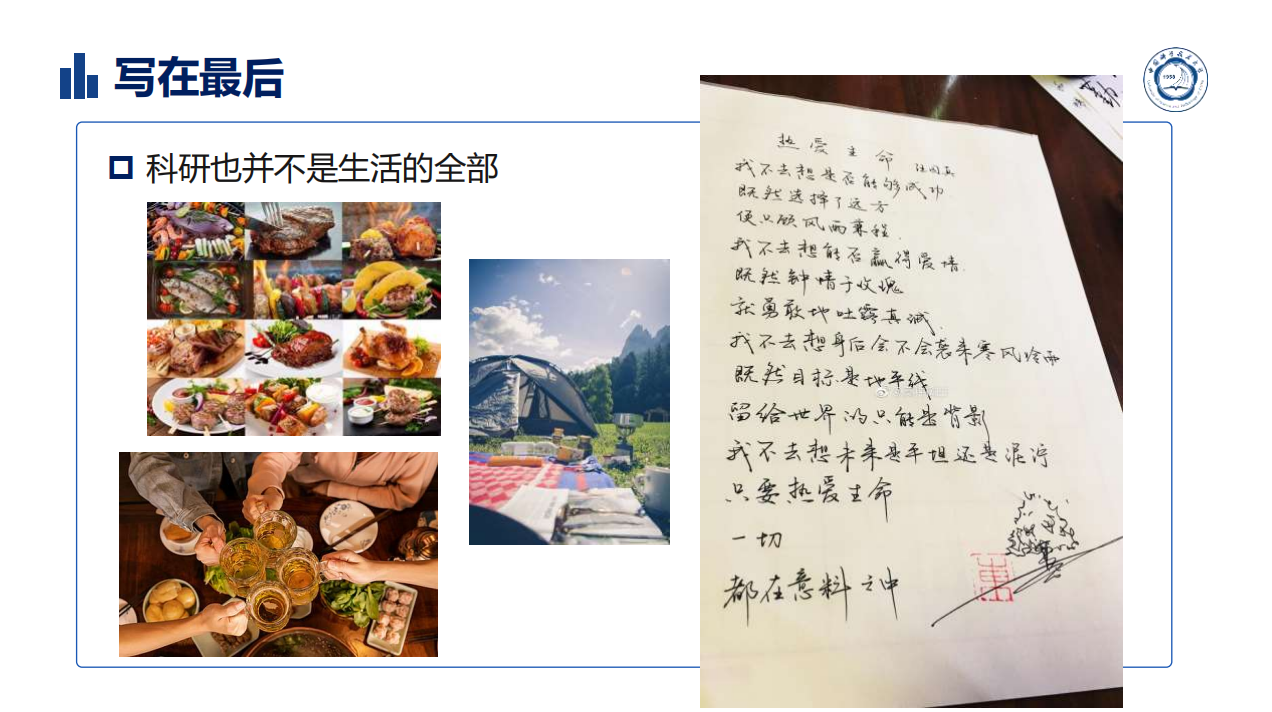 写在最后
科研也并不是生活的全部
热爱生命 汪国真
我不去想是否能够成功
既然选择了远方
便只顾风雨兼程.
我不去想能否赢得爱情.
既然钟情于玫瑰
就勇敢地吐露真诚.
我不去想身后会不会袭来寒风冷雨
既然目标是地平线
留给世界的只能是背影
我不去想未来是平坦还是泥泞
只要热爱生命
一切
都在意料之中
1958
勤